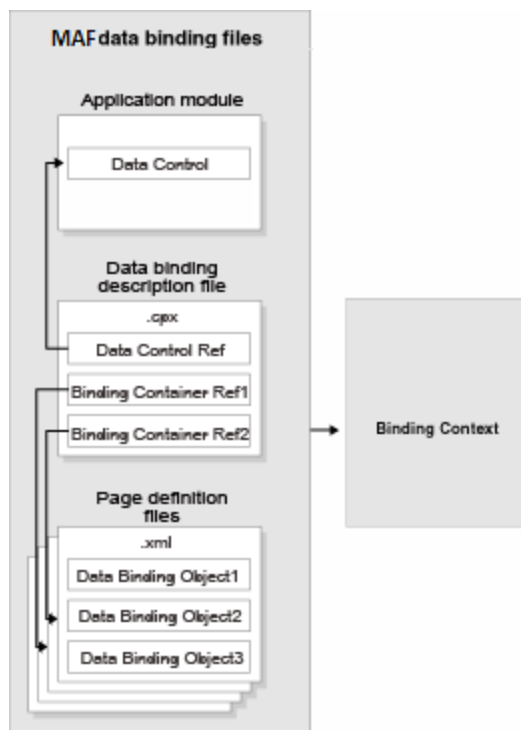 MAF data binding files
Application module
Data Control
Data binding
description file
.cpx
Data Control Ref
Binding Container Ref1
Binding Container Ref2
Binding Context
Page definition
files
.xml
Data Binding Object1
Data Binding Object2
Data Binding Object3